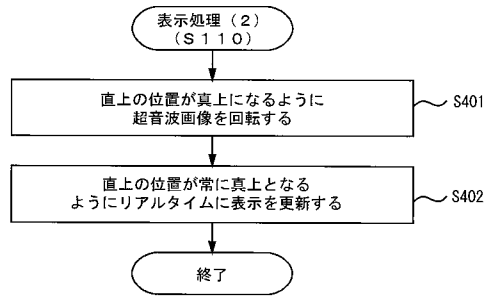 表示処理（2）
（S110）
直上の位置が真上になるように
超音波画像を回転する
S401
直上の位置が常に真上となる
ようにリアルタイムに表示を更新する
S402
終了